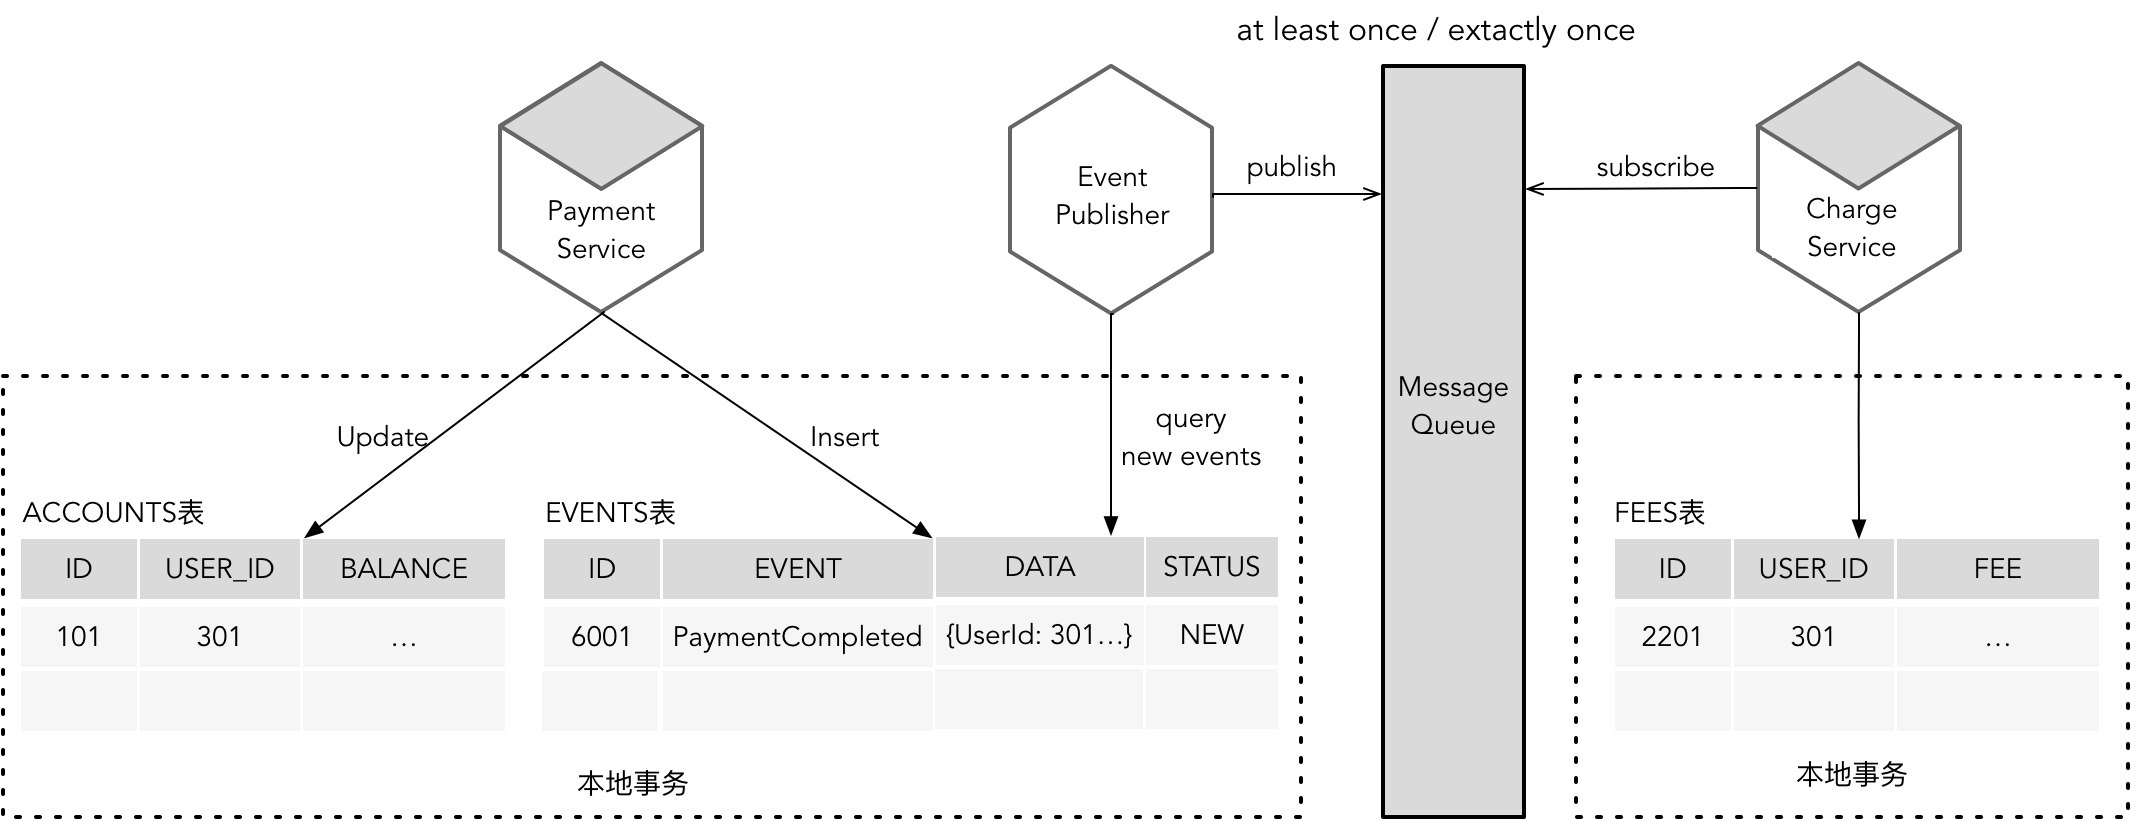 at least once / extactly once
Payment
Service
Event
Publisher
publish
subscribe
Charge
Service
Message
Queue
Update
Insert
query
new events
ACCOUNTS表
ID USER_ID BALANCE
101 301 ...
EVENTS表
ID EVENT DATA STATUS
6001 PaymentCompleted {UserId: 301...} NEW
本地事务
FEES表
ID USER_ID FEE
2201 301 ...
本地事务